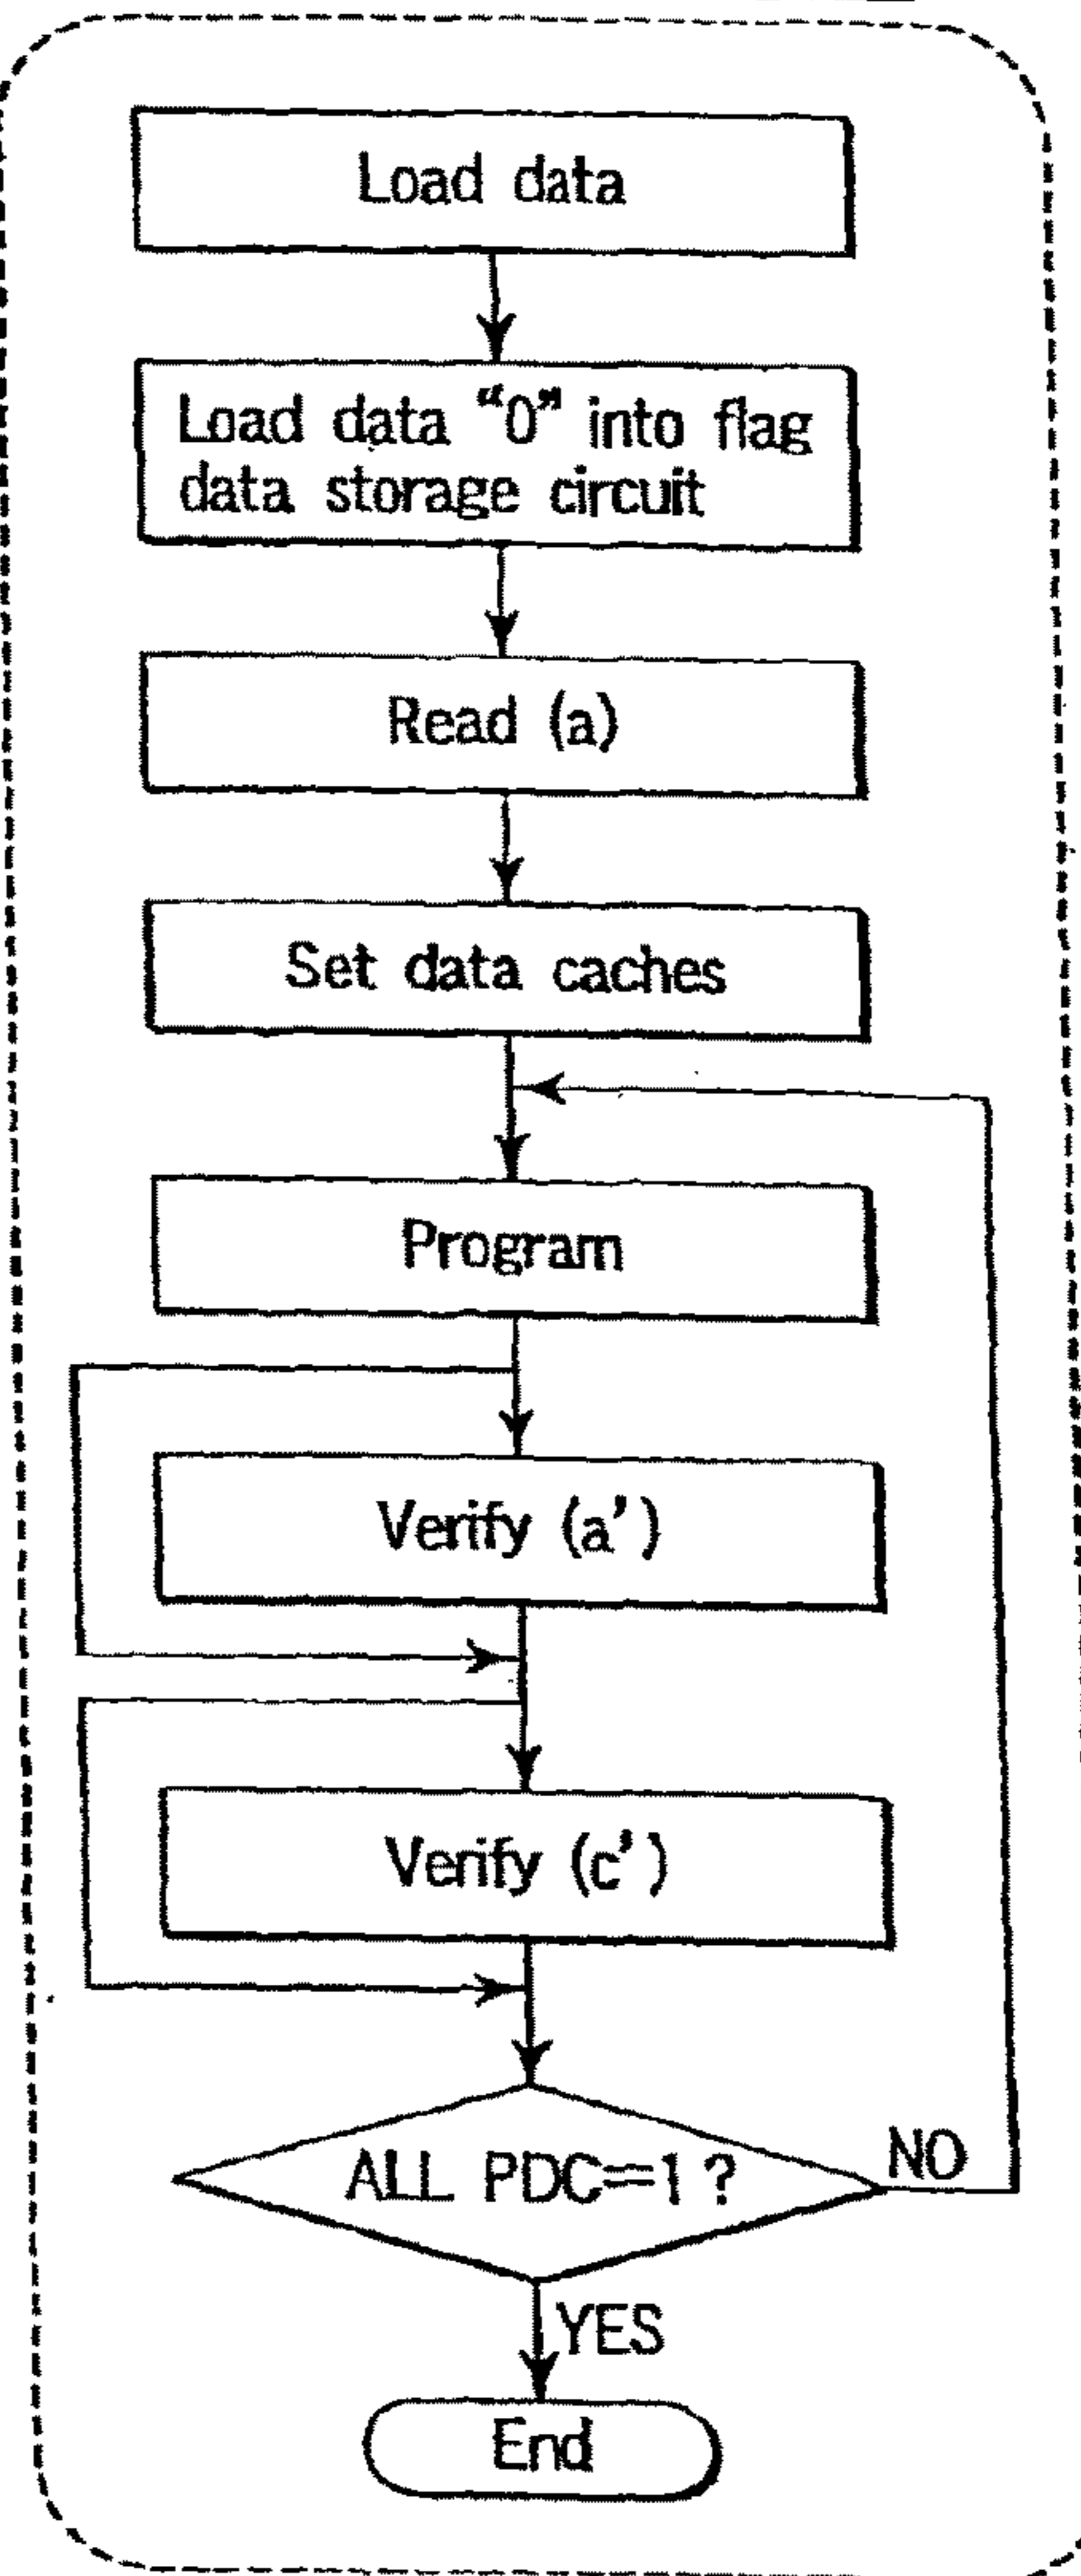 Load data
Load data “0” into flag
data storage circuit
Read (a)
Set data caches
Program
Verify (a’)
Verify (c’)
ALL PDC=1 ?
NO
YES
End